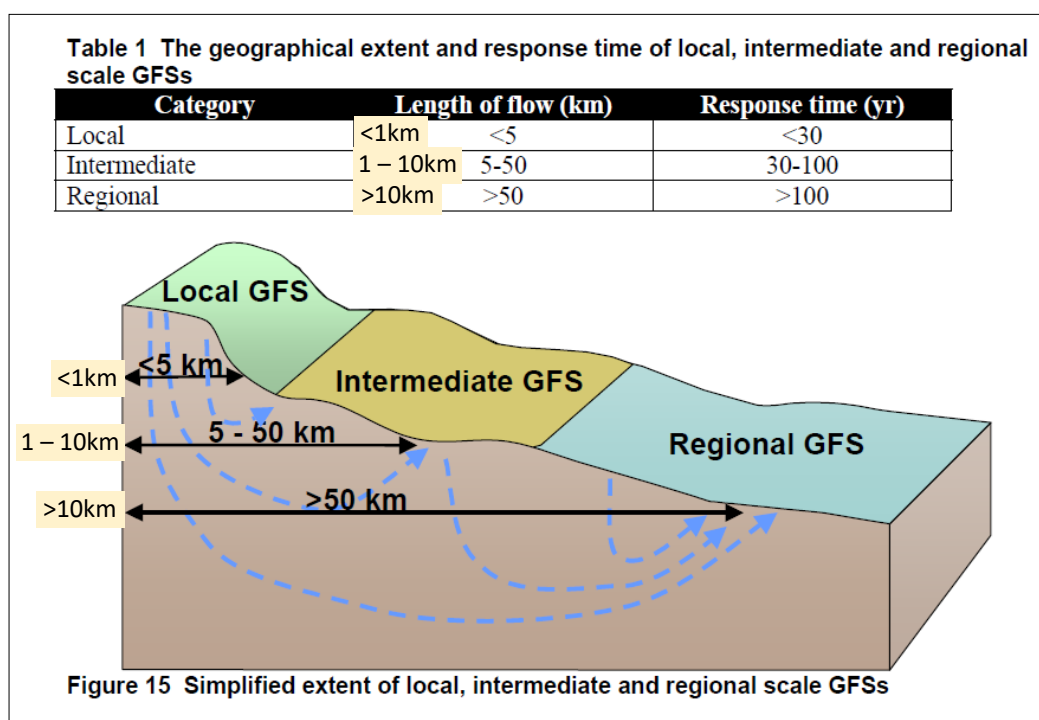 Table 1 The geographical extent and response time of local, intermediate and regional
scale GFSs
Category Length of flow (km) Response time (yr)
Local <1km <5 <30
Intermediate 1 – 10km 5-50 30-100
Regional >10km >50 >100
Local GFS
<1km <5 km
Intermediate GFS
1 – 10km 5 - 50 km
Regional GFS
>10km >50 km
Figure 15 Simplified extent of local, intermediate and regional scale GFSs